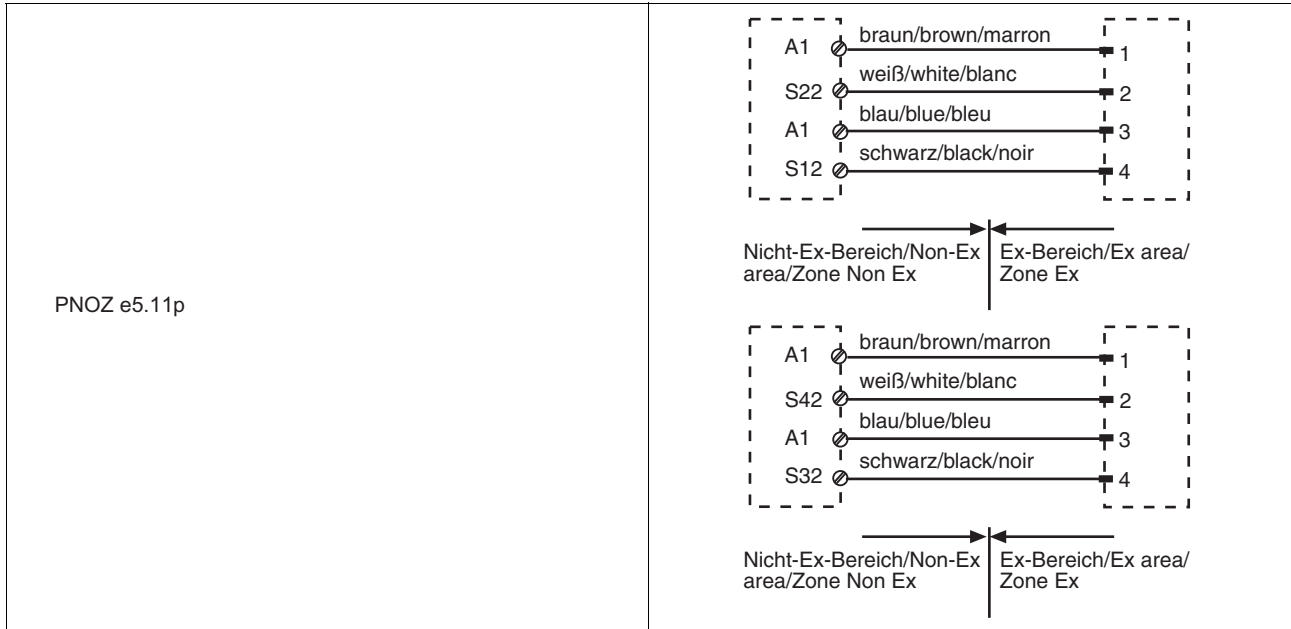 PNOZ e5.11p
braun/brown/marron
A1
1
weiß/white/blanc
S22
2
blau/blue/bleu
A1
3
schwarz/black/noir
S12
4
Nicht-Ex-Bereich/Non-Ex
area/Zone Non Ex
Ex-Bereich/Ex area/
Zone Ex
braun/brown/marron
A1
1
weiß/white/blanc
S42
2
blau/blue/bleu
A1
3
schwarz/black/noir
S32
4
Nicht-Ex-Bereich/Non-Ex
area/Zone Non Ex
Ex-Bereich/Ex area/
Zone Ex